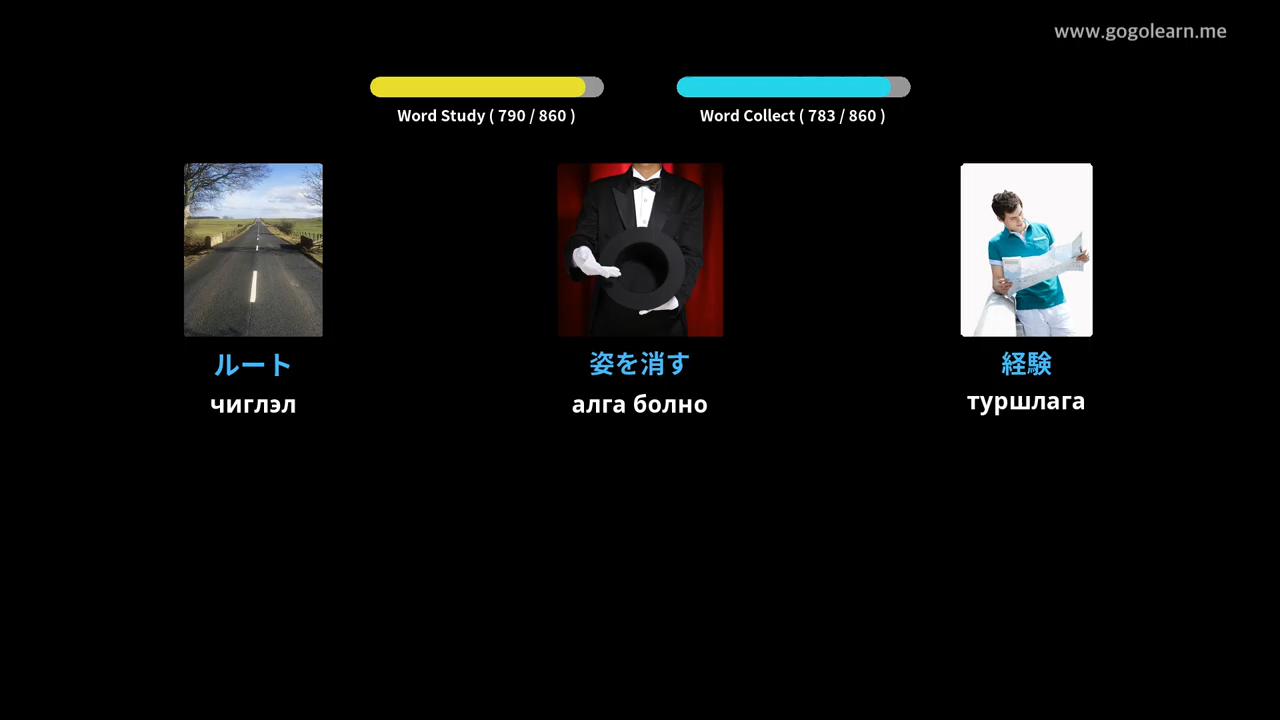 www.gogolearn.me
Word Study ( 790 / 860 )
Word Collect ( 783 / 860 )
ルート
чиглэл
姿を消す
алга болно
経験
туршлага